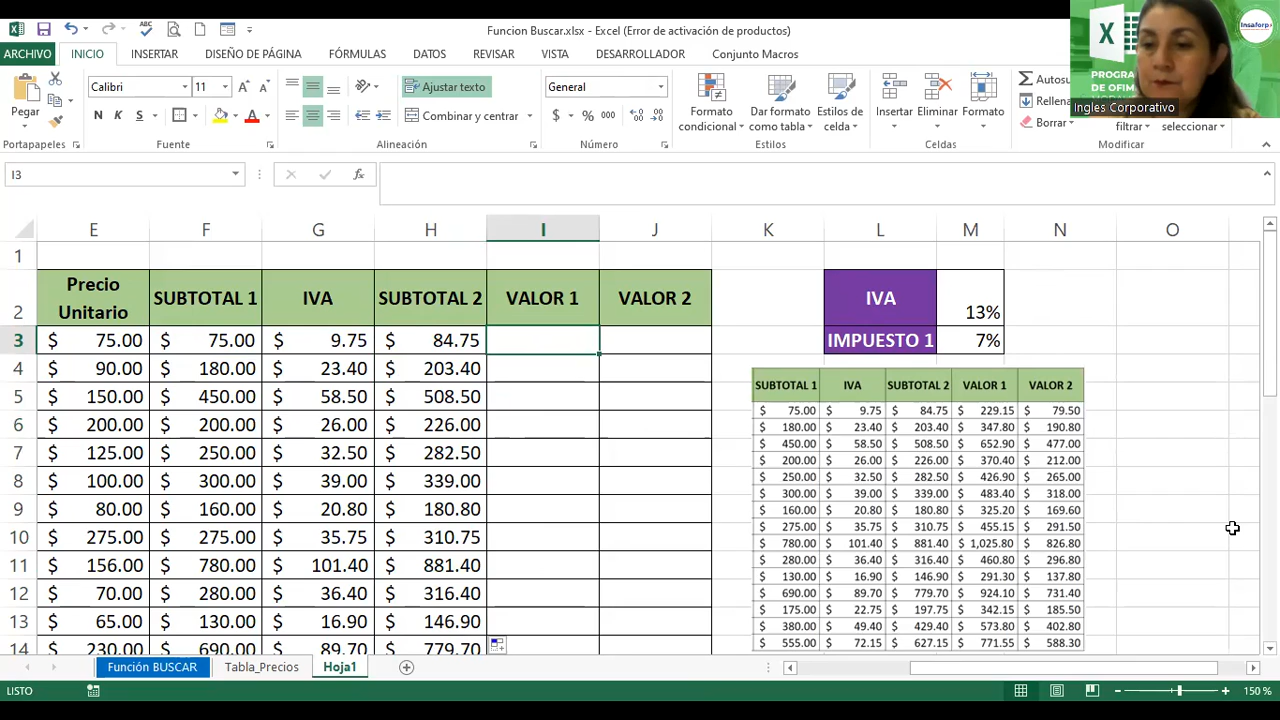 Funcion Buscar.xlsx - Excel (Error de activación de productos)
ARCHIVO INICIO INSERTAR DISEÑO DE PÁGINA FÓRMULAS DATOS REVISAR VISTA DESARROLLADOR Conjunto Macros
Insaforp
PROGRA
DE OFIM
Ingles Corporativo
Pegar
Calibri 11
N K S
Ajustar texto
Combinar y centrar
General
$ % 000
Formato condicional
Dar formato como tabla
Estilos de celda
Insertar Eliminar Formato
Autosu
Rellena
Borrar
filtrar seleccionar
Portapapeles Fuente Alineación Número Estilos Celdas Modificar
I3 fx
E F G H I J K L M N O
1
2 Precio Unitario SUBTOTAL 1 IVA SUBTOTAL 2 VALOR 1 VALOR 2 IVA 13%
3 $ 75.00 $ 75.00 $ 9.75 $ 84.75 IMPUESTO 1 7%
4 $ 90.00 $ 180.00 $ 23.40 $ 203.40
5 $ 150.00 $ 450.00 $ 58.50 $ 508.50
6 $ 200.00 $ 200.00 $ 26.00 $ 226.00
7 $ 125.00 $ 250.00 $ 32.50 $ 282.50
8 $ 100.00 $ 300.00 $ 39.00 $ 339.00
9 $ 80.00 $ 160.00 $ 20.80 $ 180.80
10 $ 275.00 $ 275.00 $ 35.75 $ 310.75
11 $ 156.00 $ 780.00 $ 101.40 $ 881.40
12 $ 70.00 $ 280.00 $ 36.40 $ 316.40
13 $ 65.00 $ 130.00 $ 16.90 $ 146.90
14 $ 230.00 $ 690.00 $ 89.70 $ 779.70
SUBTOTAL 1 IVA SUBTOTAL 2 VALOR 1 VALOR 2
$ 75.00 $ 9.75 $ 84.75 $ 229.15 $ 79.50
$ 180.00 $ 23.40 $ 203.40 $ 347.80 $ 190.80
$ 450.00 $ 58.50 $ 508.50 $ 652.90 $ 477.00
$ 200.00 $ 26.00 $ 226.00 $ 370.40 $ 212.00
$ 250.00 $ 32.50 $ 282.50 $ 426.90 $ 265.00
$ 300.00 $ 39.00 $ 339.00 $ 483.40 $ 318.00
$ 160.00 $ 20.80 $ 180.80 $ 325.20 $ 169.60
$ 275.00 $ 35.75 $ 310.75 $ 455.15 $ 291.50
$ 780.00 $ 101.40 $ 881.40 $ 1,025.80 $ 826.80
$ 280.00 $ 36.40 $ 316.40 $ 460.80 $ 296.80
$ 130.00 $ 16.90 $ 146.90 $ 291.30 $ 137.80
$ 690.00 $ 89.70 $ 779.70 $ 924.10 $ 731.40
$ 175.00 $ 22.75 $ 197.75 $ 342.15 $ 185.50
$ 380.00 $ 49.40 $ 429.40 $ 573.80 $ 402.80
$ 555.00 $ 72.15 $ 627.15 $ 771.55 $ 588.30
Función BUSCAR Tabla_Precios Hoja1
LISTO 150 %